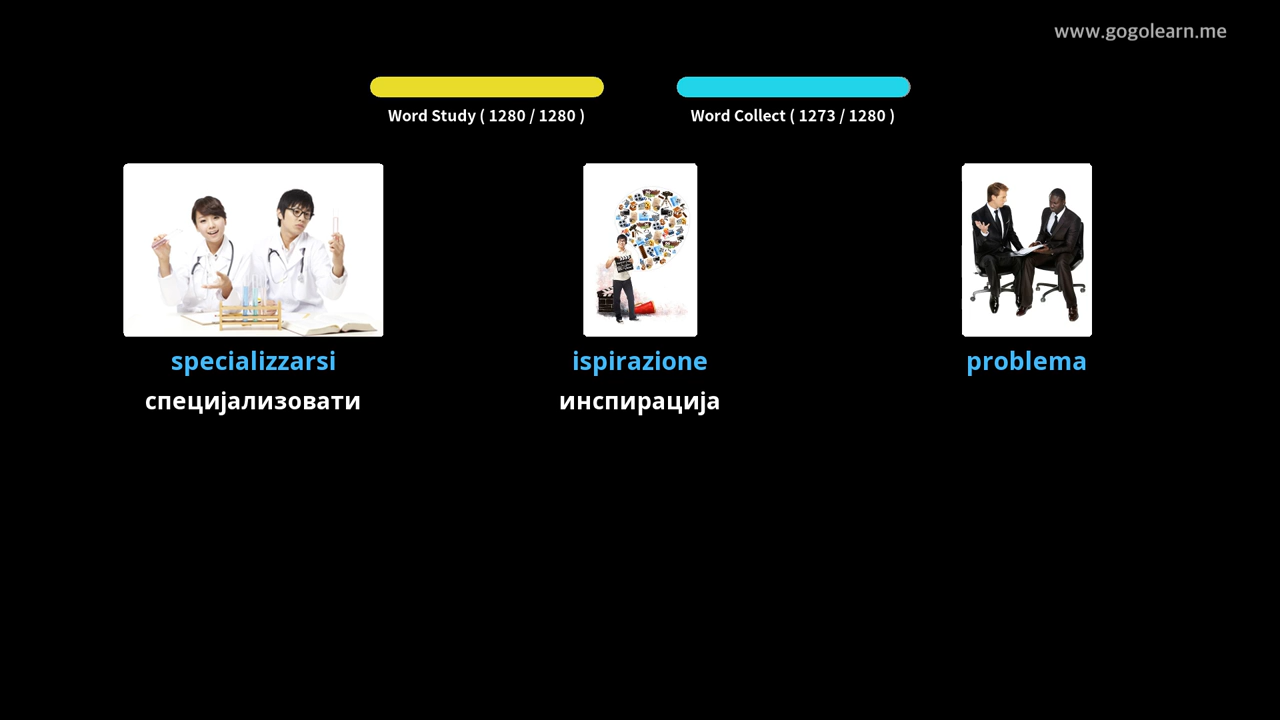 www.gogolearn.me
Word Study ( 1280 / 1280 )
Word Collect ( 1273 / 1280 )
specializzarsi
специјализовати
ispirazione
инспирација
problema